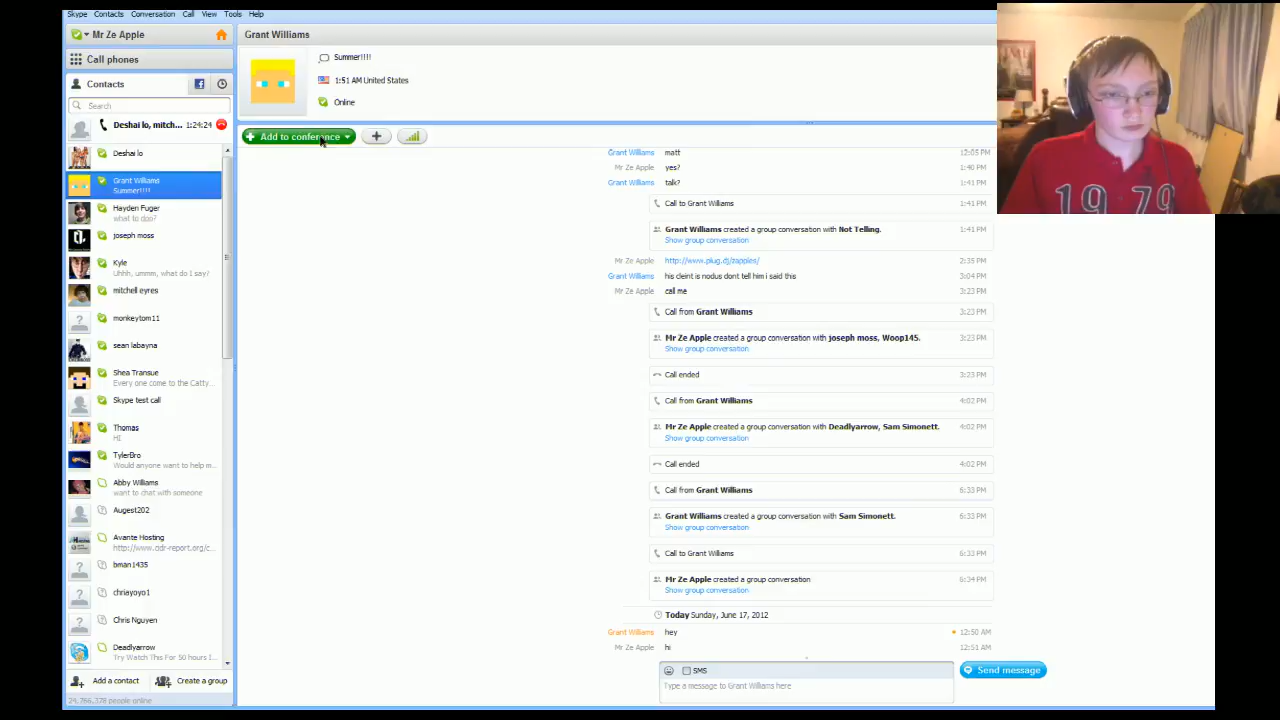 Skype Contacts Conversation Call View Tools Help
Mr Ze Apple
Call phones
Contacts
Search
Deshai lo, mitch... 1:24:24
Deshai lo
Grant Williams
Summer!!!!
Hayden Fuger
what to doo?
joseph moss
Kyle
Uhhh, ummm, what do I say?
mitchell eyres
monkeytom11
sean labayna
Shea Transue
Every one come to the Catty...
Skype test call
Thomas
HI
TylerBro
Would anyone want to help m...
Abby Williams
want to chat with someone
Augest202
Avante Hosting
http://www.cidr-report.org/c...
bman1435
chriayoyo1
Chris Nguyen
Deadlyarrow
Try Watch This For 50 hours I...
Add a contact Create a group
24,766,378 people online
Grant Williams
Summer!!!!
1:51 AM United States
Online
Add to conference
Grant Williams matt 12:05 PM
Mr Ze Apple yes? 1:40 PM
Grant Williams talk? 1:41 PM
Call to Grant Williams 1:41 PM
Grant Williams created a group conversation with Not Telling. 1:41 PM
Show group conversation
Mr Ze Apple http://www.plug.dj/zapples/ 2:35 PM
Grant Williams his cleint is nodus dont tell him i said this 3:04 PM
Mr Ze Apple call me 3:23 PM
Call from Grant Williams 3:23 PM
Mr Ze Apple created a group conversation with joseph moss, Woop145. 3:23 PM
Show group conversation
Call ended 3:23 PM
Call from Grant Williams 4:02 PM
Mr Ze Apple created a group conversation with Deadlyarrow, Sam Simonett. 4:02 PM
Show group conversation
Call ended 4:02 PM
Call from Grant Williams 6:33 PM
Grant Williams created a group conversation with Sam Simonett. 6:33 PM
Show group conversation
Call to Grant Williams 6:33 PM
Mr Ze Apple created a group conversation 6:34 PM
Show group conversation
Today Sunday, June 17, 2012
Grant Williams hey 12:50 AM
Mr Ze Apple hi 12:51 AM
SMS
Type a message to Grant Williams here
Send message
1979